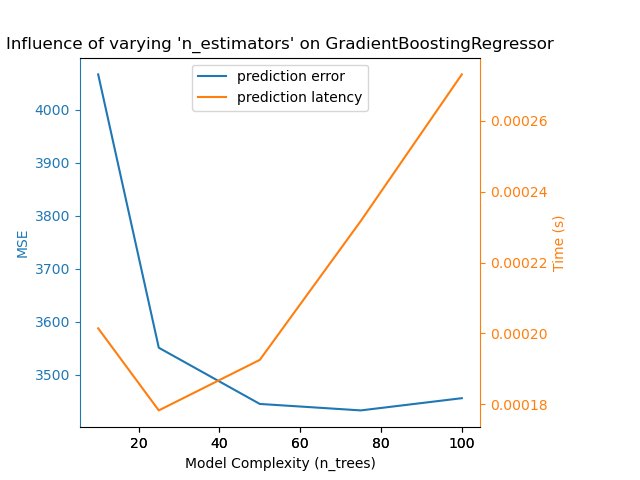 Influence of varying 'n_estimators' on GradientBoostingRegressor
prediction error
prediction latency
MSE
4000
3900
3800
3700
3600
3500
0.00026
0.00024
0.00022
0.00020
0.00018
Time (s)
20 40 60 80 100
Model Complexity (n_trees)